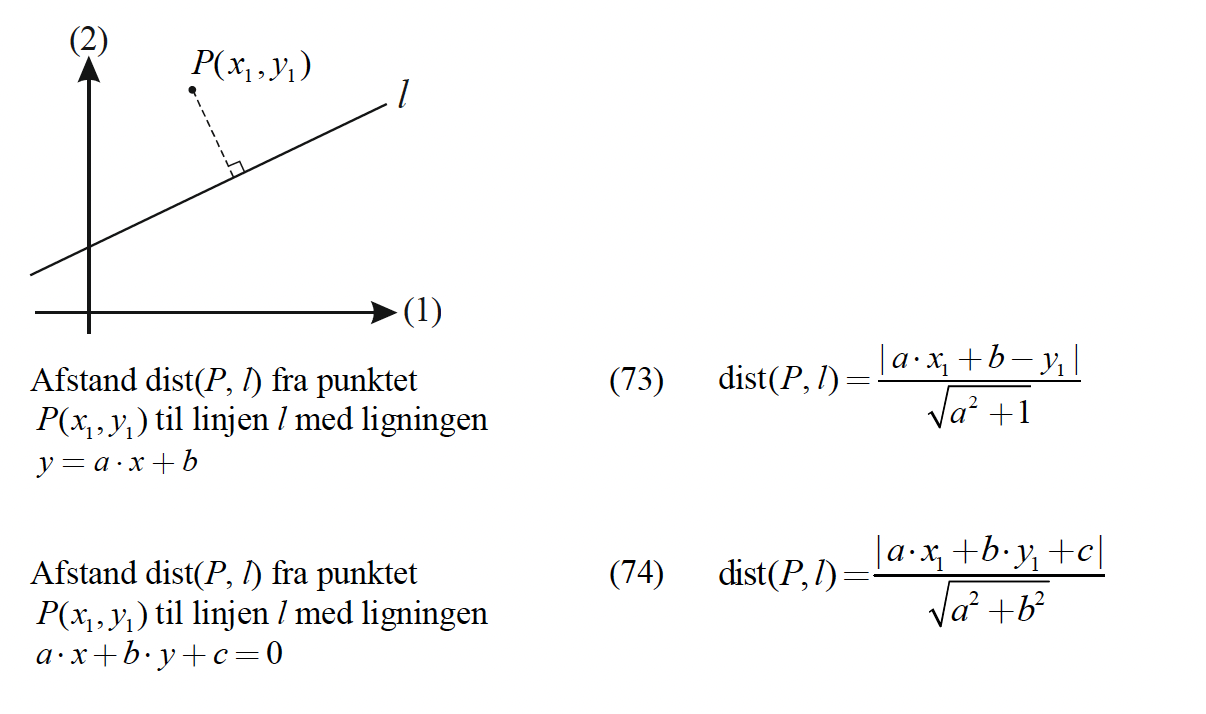 (2)
P(x₁, y₁)
l
(1)
Afstand dist(P, l) fra punktet
P(x₁, y₁) til linjen l med ligningen
y = a · x + b
(73)
dist(P, l) = |a · x₁ + b − y₁| / √(a² + 1)
Afstand dist(P, l) fra punktet
P(x₁, y₁) til linjen l med ligningen
a · x + b · y + c = 0
(74)
dist(P, l) = |a · x₁ + b · y₁ + c| / √(a² + b²)